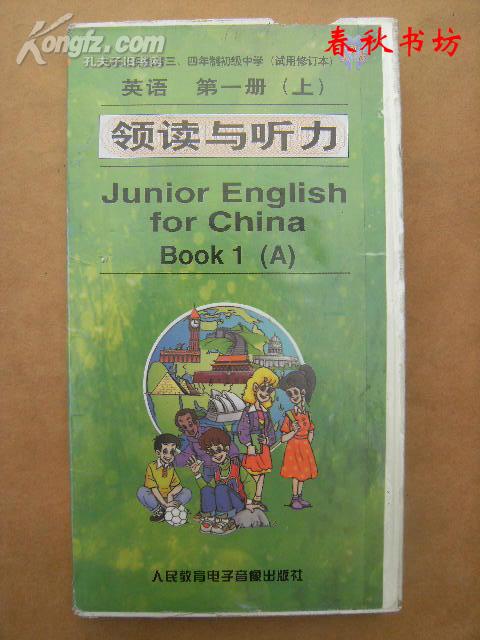 Kongfz.com
孔夫子旧书网
春秋书坊
三、四年制初级中学（试用修订本）
英语 第一册（上）
领读与听力
Junior English
for China
Book 1 (A)
人民教育电子音像出版社